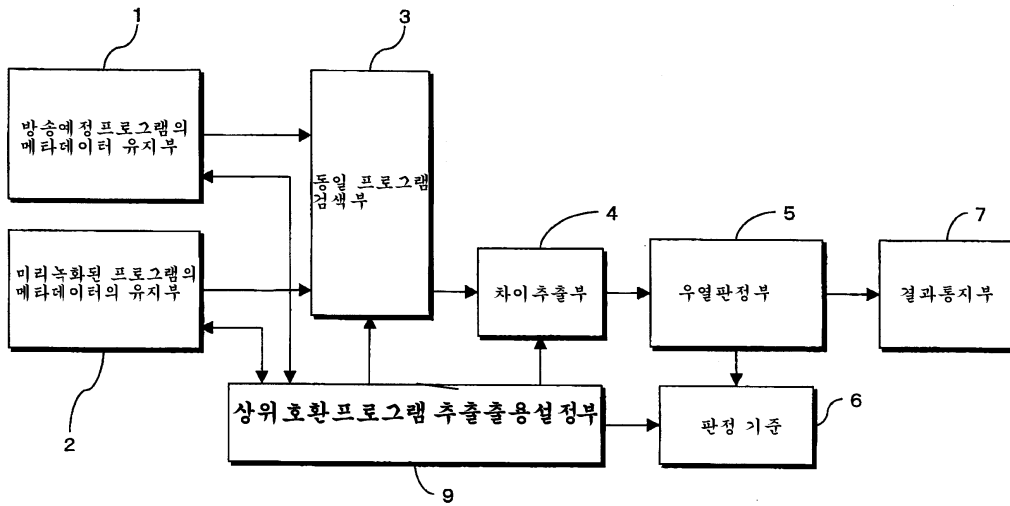 1
방송예정프로그램의
메타데이터 유지부
3
동일 프로그램
검색부
미리녹화된 프로그램의
메타데이터의 유지부
2
4
차이추출부
5
우열판정부
7
결과통지부
상위호환프로그램 추출출용설정부
9
판정 기준
6